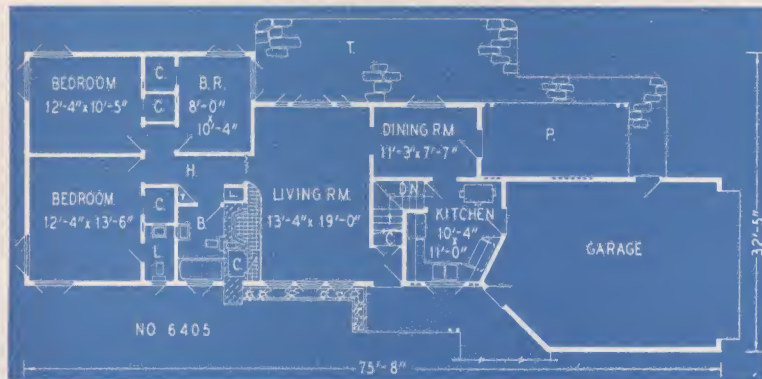 T.
BEDROOM
12'-4" x 10'-5"
C.
C.
B.R.
8'-0"
x
10'-4"
DINING RM.
11'-3" x 7'-7"
P.
H.
BEDROOM
12'-4" x 13'-6"
C.
L.
B.
L.
C.
LIVING RM.
13'-4" x 19'-0"
DN.
C.
KITCHEN
10'-4"
x
11'-0"
GARAGE
32'-5"
NO 6405
75'-8"